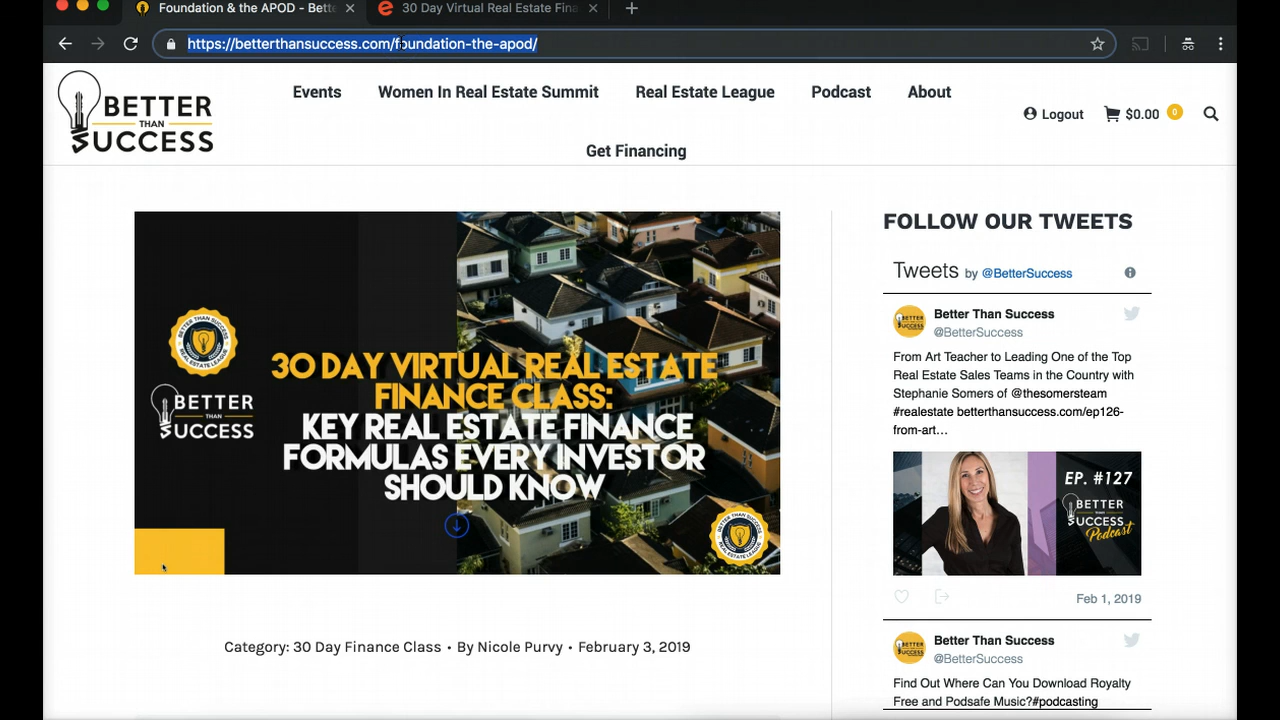 Foundation & the APOD - Bett
30 Day Virtual Real Estate Fina
https://betterthansuccess.com/foundation-the-apod/
BETTER
THAN
SUCCESS
Events
Women In Real Estate Summit
Real Estate League
Podcast
About
Get Financing
Logout
$0.00
0
BETTER
THAN
SUCCESS
30 DAY VIRTUAL REAL ESTATE
FINANCE CLASS:
KEY REAL ESTATE FINANCE
FORMULAS EVERY INVESTOR
SHOULD KNOW
Category: 30 Day Finance Class • By Nicole Purvy • February 3, 2019
FOLLOW OUR TWEETS
Tweets by @BetterSuccess
Better Than Success
@BetterSuccess
From Art Teacher to Leading One of the Top
Real Estate Sales Teams in the Country with
Stephanie Somers of @thesomersteam
#realestate betterthansuccess.com/ep126-
from-art…
EP. #127
BETTER
THAN
SUCCESS
Podcast
Feb 1, 2019
Better Than Success
@BetterSuccess
Find Out Where Can You Download Royalty
Free and Podsafe Music?#podcasting